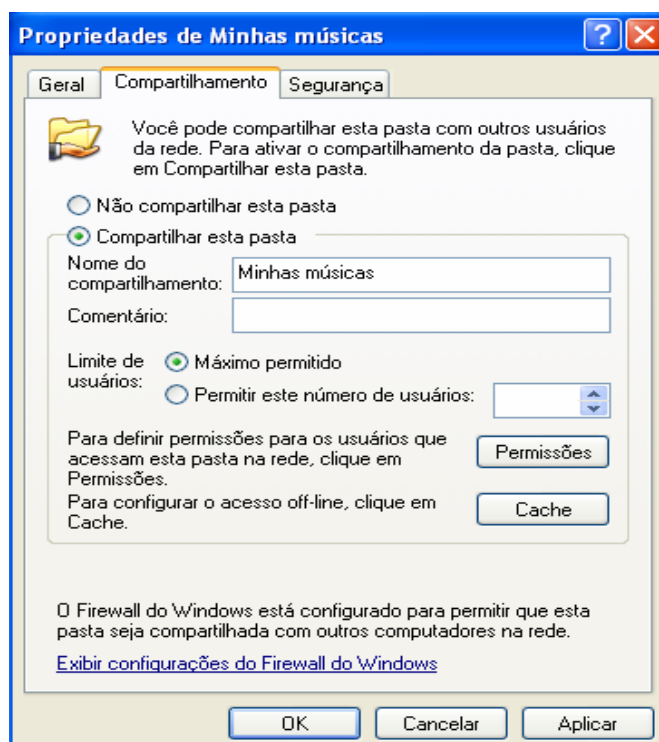 Propriedades de Minhas músicas
Geral Compartilhamento Segurança
Você pode compartilhar esta pasta com outros usuários
da rede. Para ativar o compartilhamento da pasta, clique
em Compartilhar esta pasta.
Não compartilhar esta pasta
Compartilhar esta pasta
Nome do
compartilhamento: Minhas músicas
Comentário:
Limite de
usuários:
Máximo permitido
Permitir este número de usuários:
Para definir permissões para os usuários que
acessam esta pasta na rede, clique em
Permissões.
Permissões
Para configurar o acesso off-line, clique em
Cache.
Cache
O Firewall do Windows está configurado para permitir que esta
pasta seja compartilhada com outros computadores na rede.
Exibir configurações do Firewall do Windows
OK Cancelar Aplicar